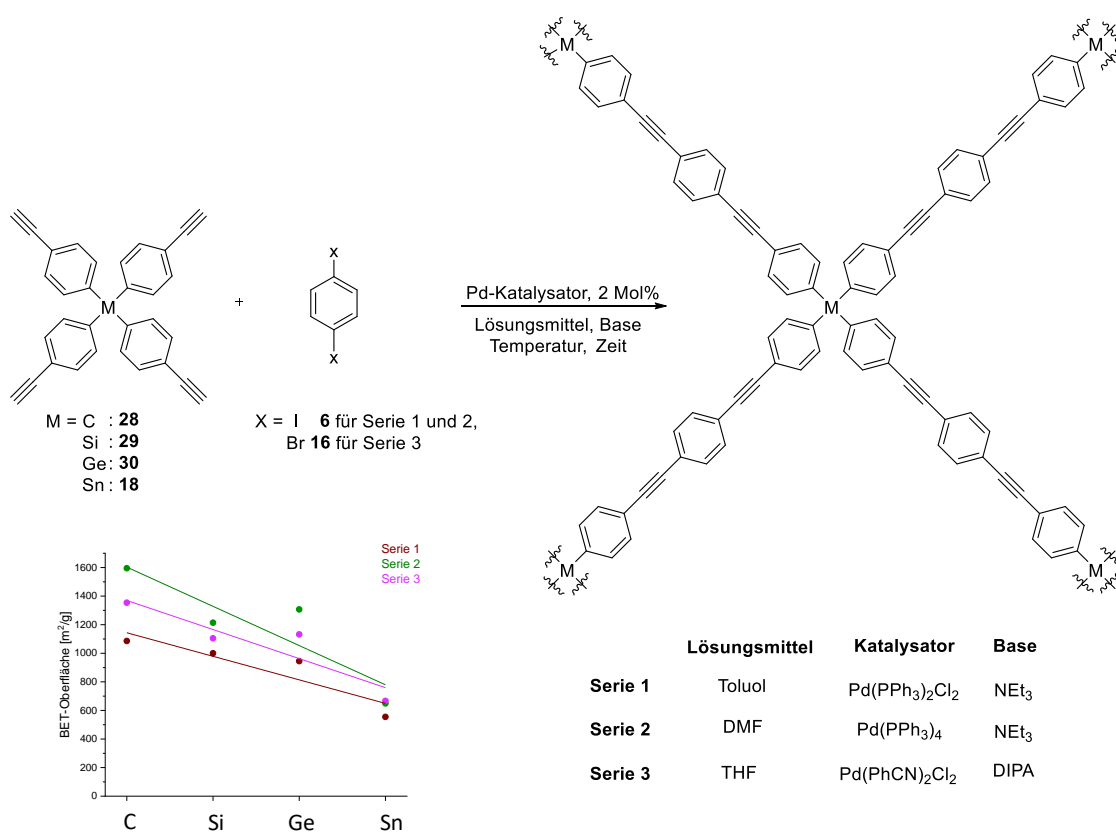 M
M
M
M
M
M
+
X
X
Pd-Katalysator, 2 Mol%
Lösungsmittel, Base
Temperatur, Zeit
M = C : 28
Si : 29
Ge : 30
Sn : 18
X = I 6 für Serie 1 und 2,
Br 16 für Serie 3
Serie 1
Serie 2
Serie 3
BET-Oberfläche [m²/g]
1600
1400
1200
1000
800
600
400
200
0
C Si Ge Sn
Lösungsmittel Katalysator Base
Serie 1 Toluol Pd(PPh₃)₂Cl₂ NEt₃
Serie 2 DMF Pd(PPh₃)₄ NEt₃
Serie 3 THF Pd(PhCN)₂Cl₂ DIPA